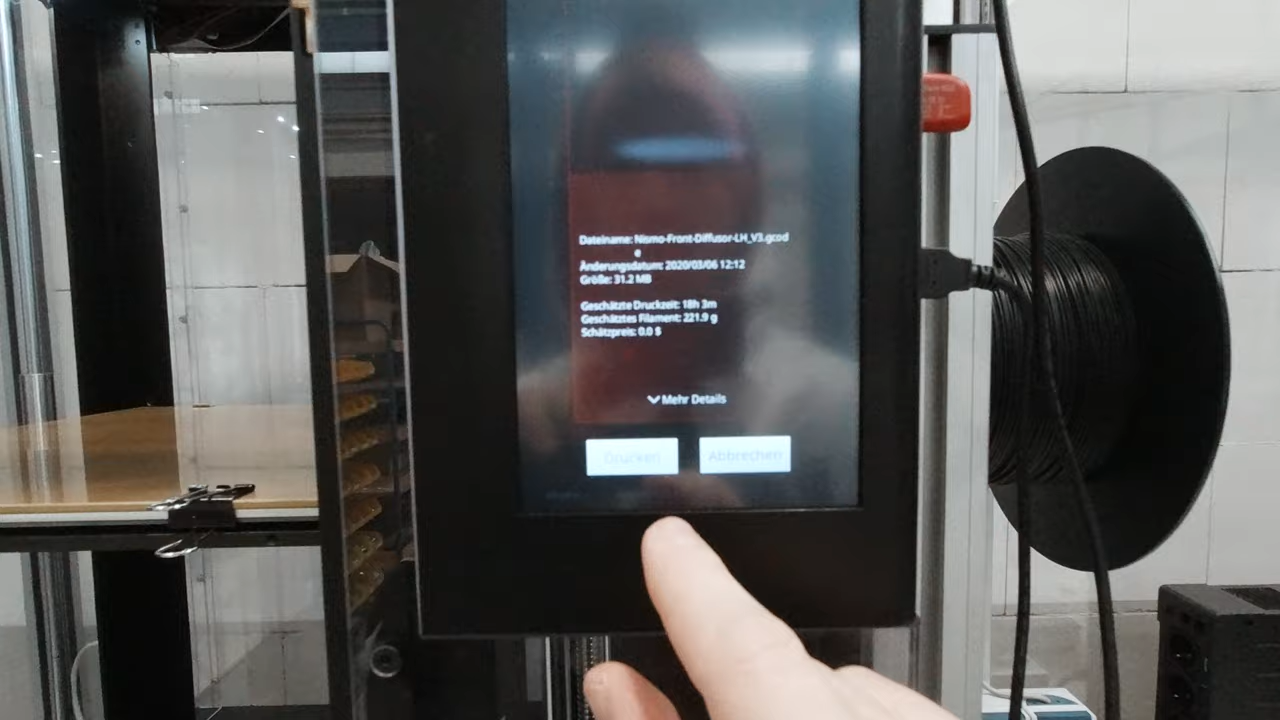 Dateiname: Nismo-Front-Diffusor-LH_V3.gcod
e
Änderungsdatum: 2020/03/06 12:12
Größe: 31.2 MB
Geschätzte Druckzeit: 18h 3m
Geschätztes Filament: 221.9 g
Schätzpreis: 0.0 $
Mehr Details
Drucken
Abbrechen